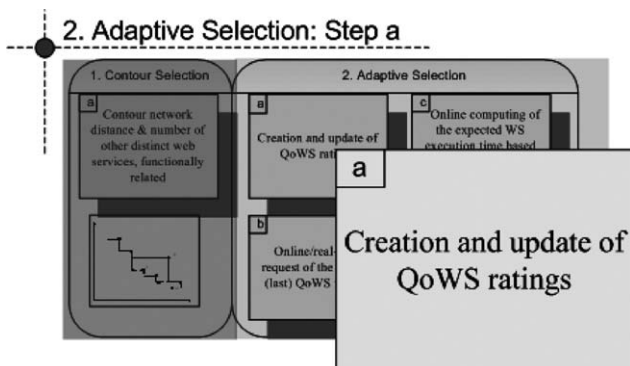 2. Adaptive Selection: Step a
1. Contour Selection
a
Contour network
distance & number of
other distinct web
services, functionally
related
2. Adaptive Selection
a
Creation and update of
QoWS
b
Online/real-
request of the
(last) QoWS
c
Online computing of
the expected WS
execution time based
a
Creation and update of
QoWS ratings